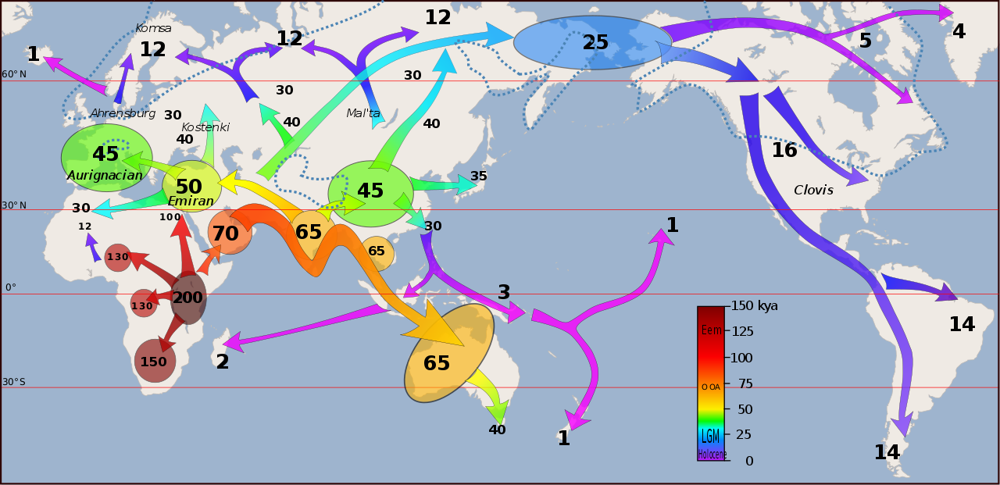 12
Komsa
12
12
25
5
4
1
60° N
30
30
Ahrensburg
30
Kostenki
40
40
Mal'ta
40
45
Aurignacian
50
Emiran
45
35
16
Clovis
30° N
30
100
12
70
65
65
30
1
130
0°
130
200
3
150
2
65
30°S
40
1
14
14
150 kya
125
100
75
50
25
0
Eem
O OA
LGM
Holocene